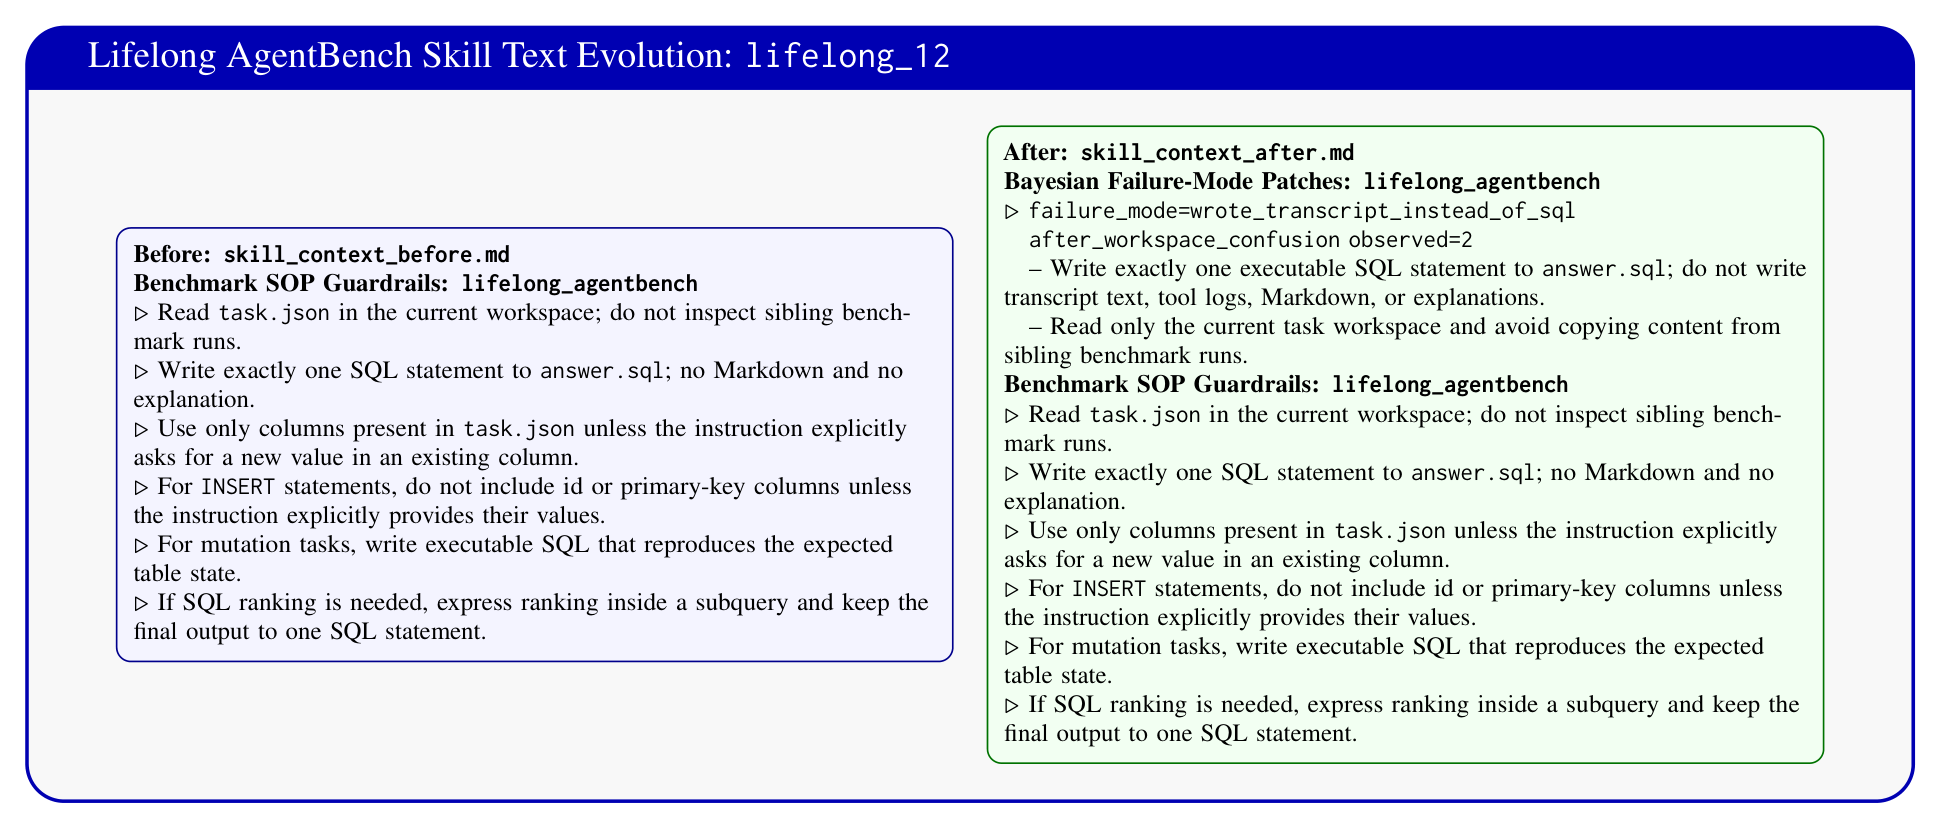 Lifelong AgentBench Skill Text Evolution: lifelong_12
Before: skill_context_before.md
Benchmark SOP Guardrails: lifelong_agentbench
▷ Read task.json in the current workspace; do not inspect sibling bench-
mark runs.
▷ Write exactly one SQL statement to answer.sql; no Markdown and no
explanation.
▷ Use only columns present in task.json unless the instruction explicitly
asks for a new value in an existing column.
▷ For INSERT statements, do not include id or primary-key columns unless
the instruction explicitly provides their values.
▷ For mutation tasks, write executable SQL that reproduces the expected
table state.
▷ If SQL ranking is needed, express ranking inside a subquery and keep the
final output to one SQL statement.
After: skill_context_after.md
Bayesian Failure-Mode Patches: lifelong_agentbench
▷ failure_mode=wrote_transcript_instead_of_sql
after_workspace_confusion observed=2
– Write exactly one executable SQL statement to answer.sql; do not write
transcript text, tool logs, Markdown, or explanations.
– Read only the current task workspace and avoid copying content from
sibling benchmark runs.
Benchmark SOP Guardrails: lifelong_agentbench
▷ Read task.json in the current workspace; do not inspect sibling bench-
mark runs.
▷ Write exactly one SQL statement to answer.sql; no Markdown and no
explanation.
▷ Use only columns present in task.json unless the instruction explicitly
asks for a new value in an existing column.
▷ For INSERT statements, do not include id or primary-key columns unless
the instruction explicitly provides their values.
▷ For mutation tasks, write executable SQL that reproduces the expected
table state.
▷ If SQL ranking is needed, express ranking inside a subquery and keep the
final output to one SQL statement.